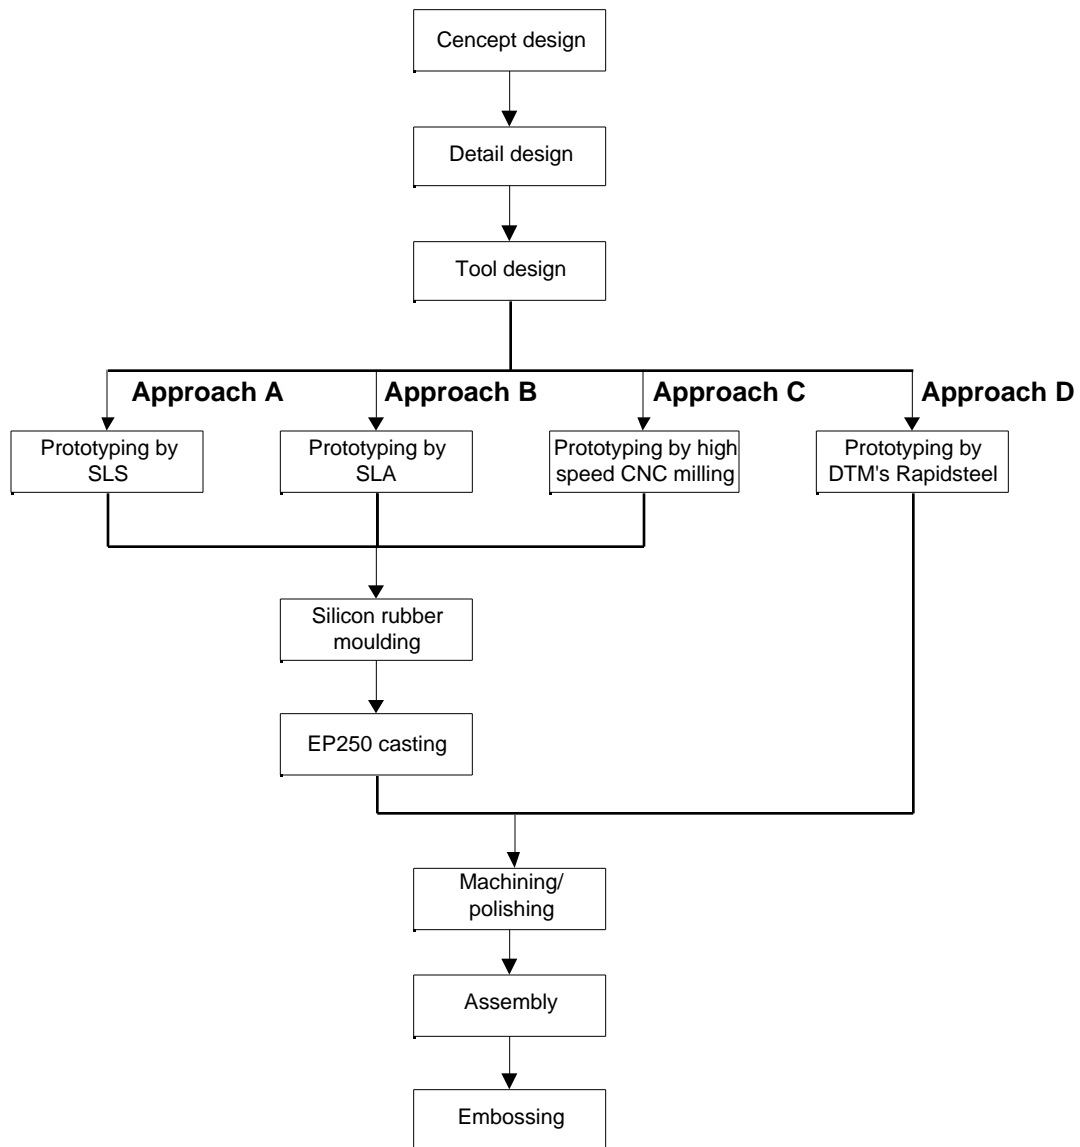 Cencept design
Detail design
Tool design
Approach A
Approach B
Approach C
Approach D
Prototyping by
SLS
Prototyping by
SLA
Prototyping by high
speed CNC milling
Prototyping by
DTM's Rapidsteel
Silicon rubber
moulding
EP250 casting
Machining/
polishing
Assembly
Embossing